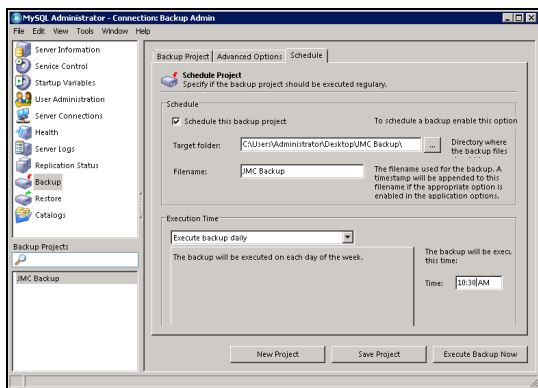 MySQL Administrator - Connection: Backup Admin
File Edit View Tools Window Help
Server Information
Service Control
Startup Variables
User Administration
Server Connections
Health
Server Logs
Replication Status
Backup
Restore
Catalogs
Backup Projects
JMC Backup
Backup Project Advanced Options Schedule
Schedule Project
Specify if the backup project should be executed regulary.
Schedule
Schedule this backup project To schedule a backup enable this option
Target folder: C:\Users\Administrator\Desktop\JMC Backup\ ... Directory where
the backup files
Filename: JMC Backup The filename used for the backup. A
timestamp will be appended to this
filename if the appropriate option is
enabled in the application options.
Execution Time
Execute backup daily
The backup will be executed on each day of the week.
The backup will be execu
this time:
Time: 10:30 AM
New Project Save Project Execute Backup Now